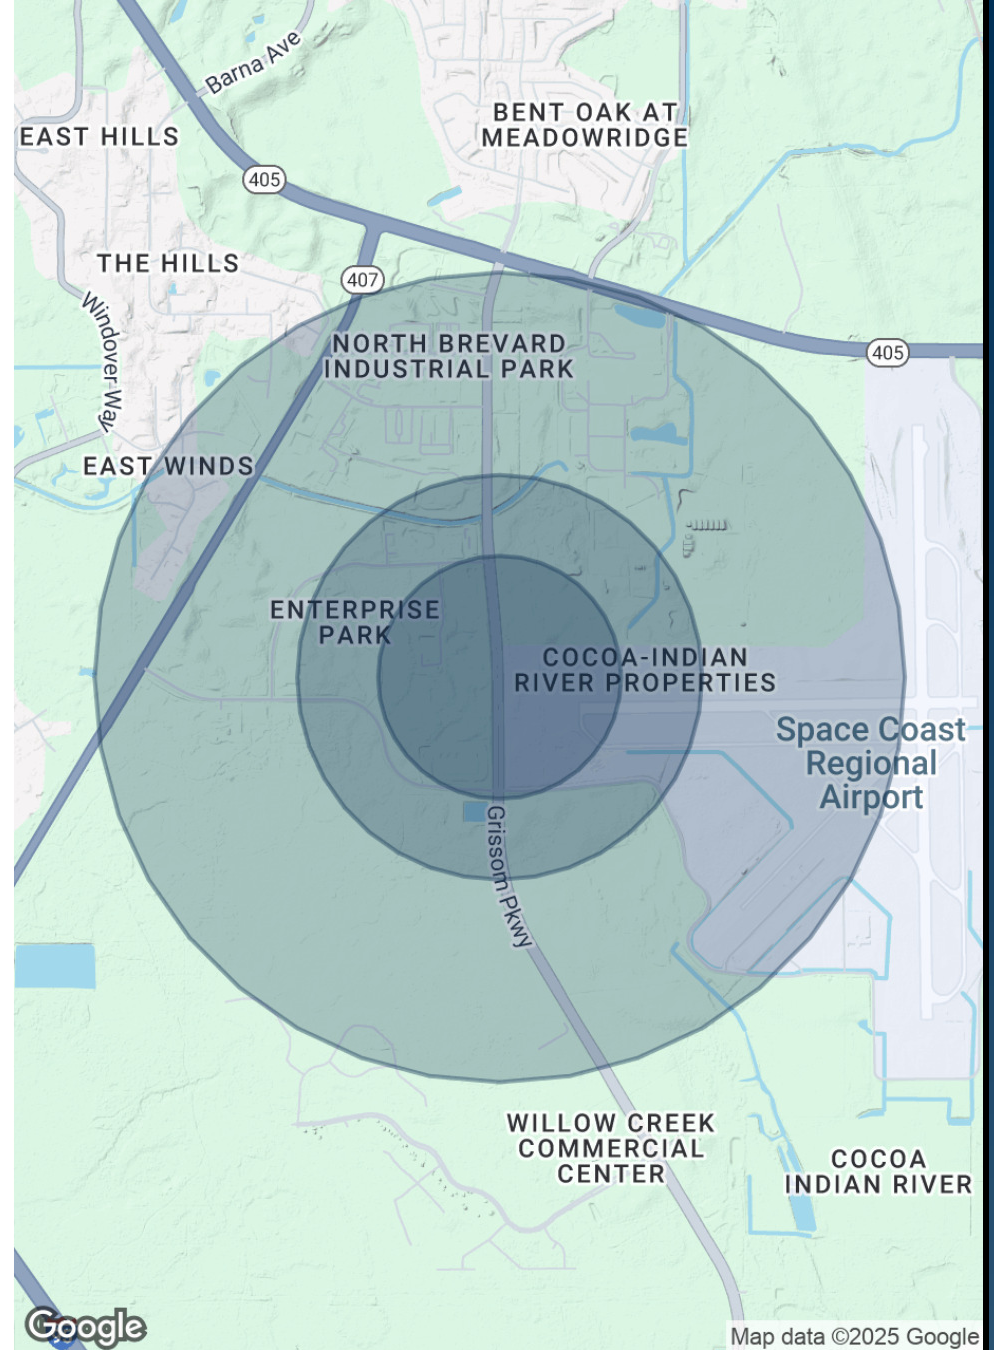 Barna Ave
BENT OAK AT
MEADOWRIDGE
EAST HILLS
405
THE HILLS
407
Windover Way
NORTH BREVARD
INDUSTRIAL PARK
405
EAST WINDS
ENTERPRISE
PARK
COCOA-INDIAN
RIVER PROPERTIES
Space Coast
Regional
Airport
Grissom Pkwy
WILLOW CREEK
COMMERCIAL
CENTER
COCOA
INDIAN RIVER
Google
Map data ©2025 Google